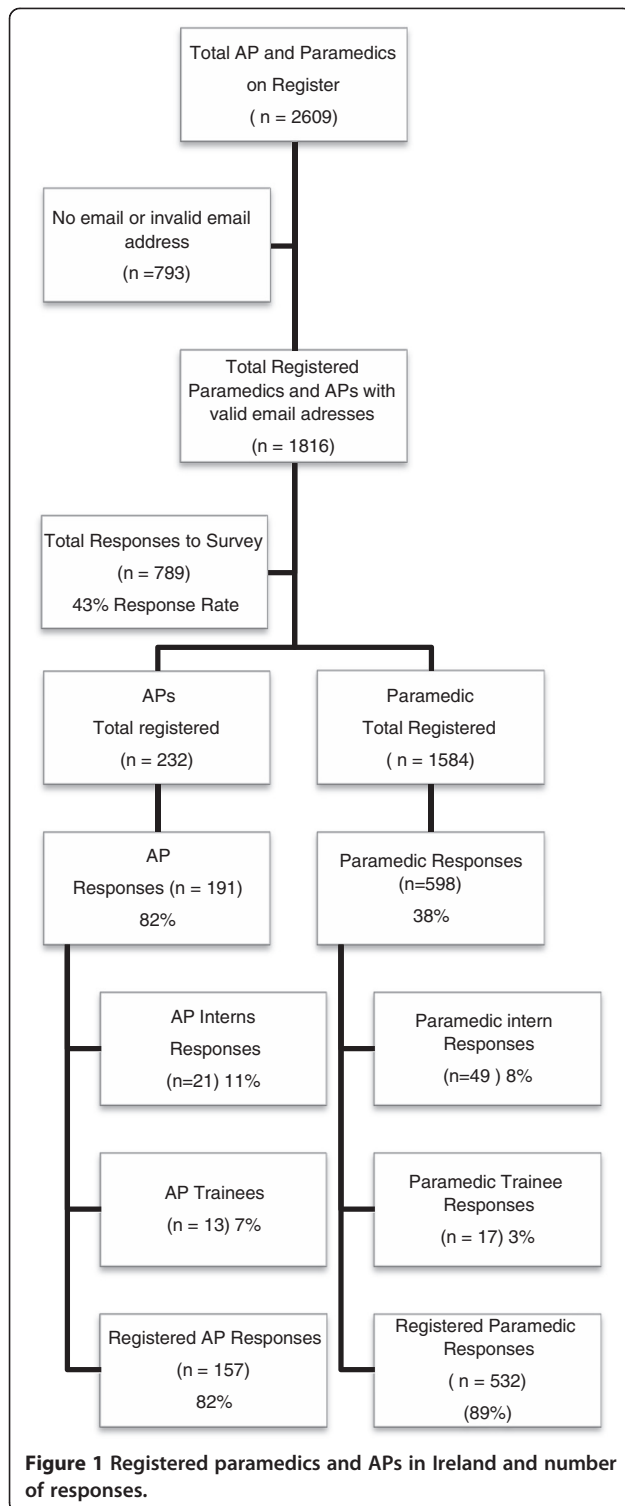 Total AP and Paramedics
on Register
( n = 2609)
No email or invalid email
address
(n =793)
Total Registered
Paramedics and APs with
valid email adresses
(n = 1816)
Total Responses to Survey
(n = 789)
43% Response Rate
APs
Total registered
(n = 232)
Paramedic
Total Registered
( n = 1584)
AP
Responses (n = 191)
82%
Paramedic Responses
(n=598)
38%
AP Interns
Responses
(n=21) 11%
Paramedic intern
Responses
(n=49 ) 8%
AP Trainees
(n = 13) 7%
Paramedic Trainee
Responses
(n = 17) 3%
Registered AP Responses
(n = 157)
82%
Registered Paramedic
Responses
( n = 532)
(89%)
Figure 1 Registered paramedics and APs in Ireland and number
of responses.